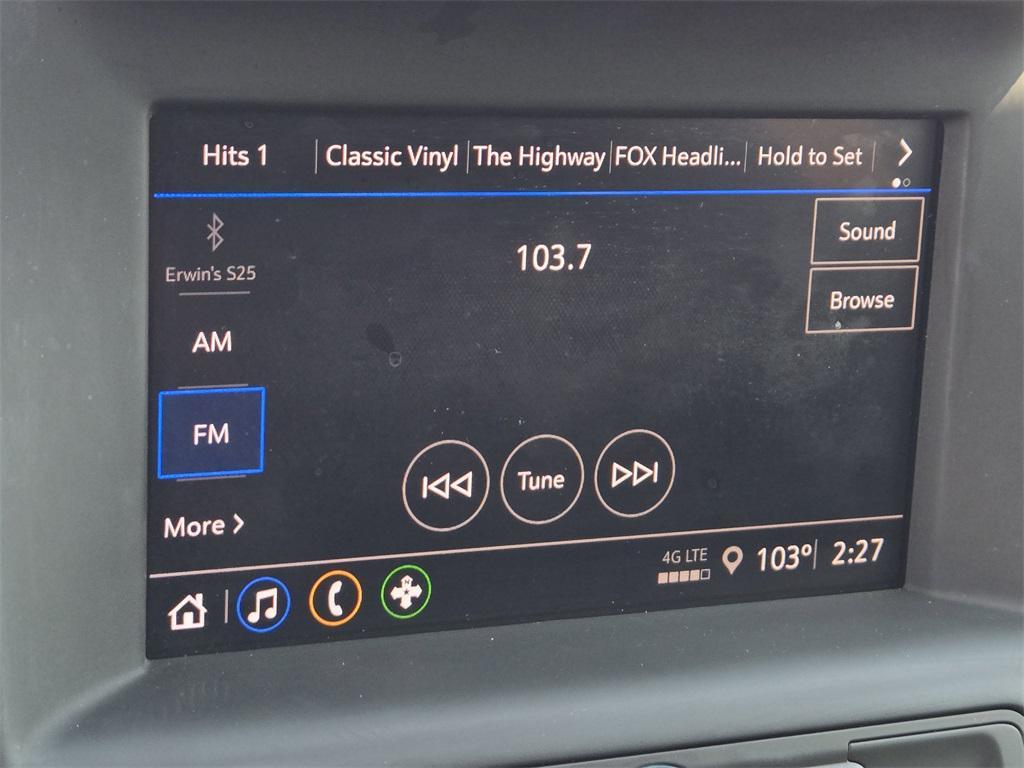 Hits 1 Classic Vinyl The Highway FOX Headli... Hold to Set
Erwin's S25
103.7
Sound
Browse
AM
FM
Tune
More
4G LTE
103° 2:27
N